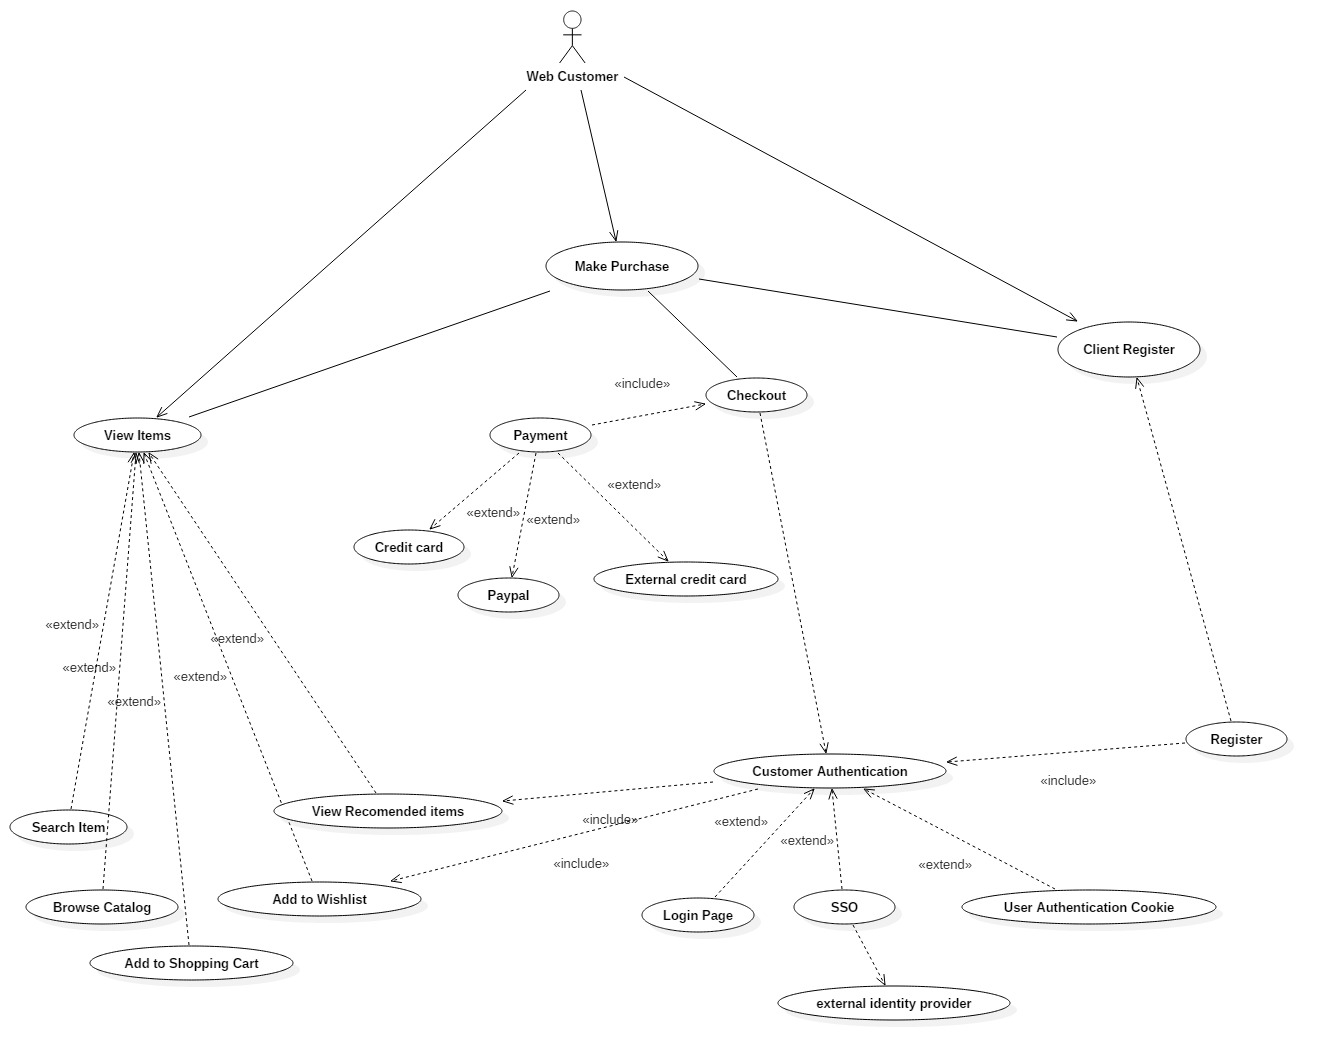 Web Customer
Make Purchase
Client Register
«include»
Checkout
View Items
Payment
«extend»
«extend»
«extend»
Credit card
External credit card
Paypal
«extend»
«extend»
«extend»
«extend»
«extend»
Register
Customer Authentication
«include»
View Recomended items
«include»
«extend»
Search Item
«extend»
«include»
«extend»
Add to Wishlist
Browse Catalog
Login Page
SSO
User Authentication Cookie
Add to Shopping Cart
external identity provider